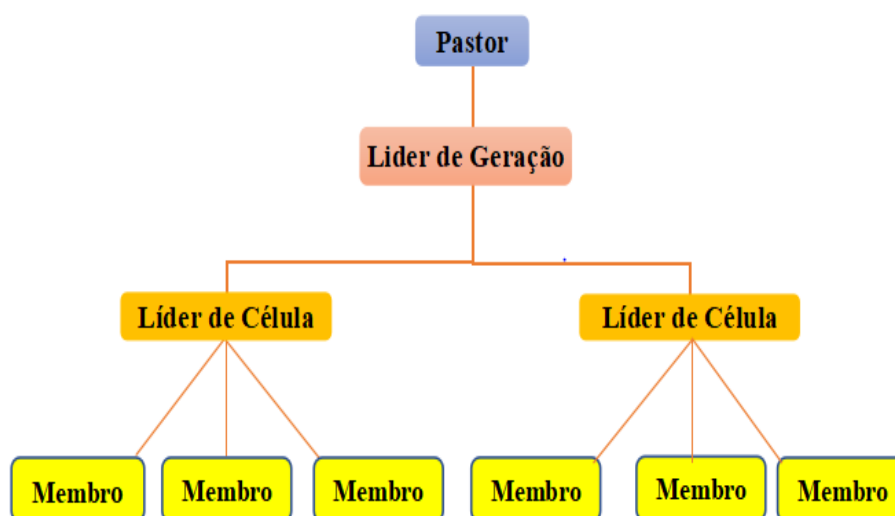 Pastor
Lider de Geração
Líder de Célula
Líder de Célula
Membro
Membro
Membro
Membro
Membro
Membro